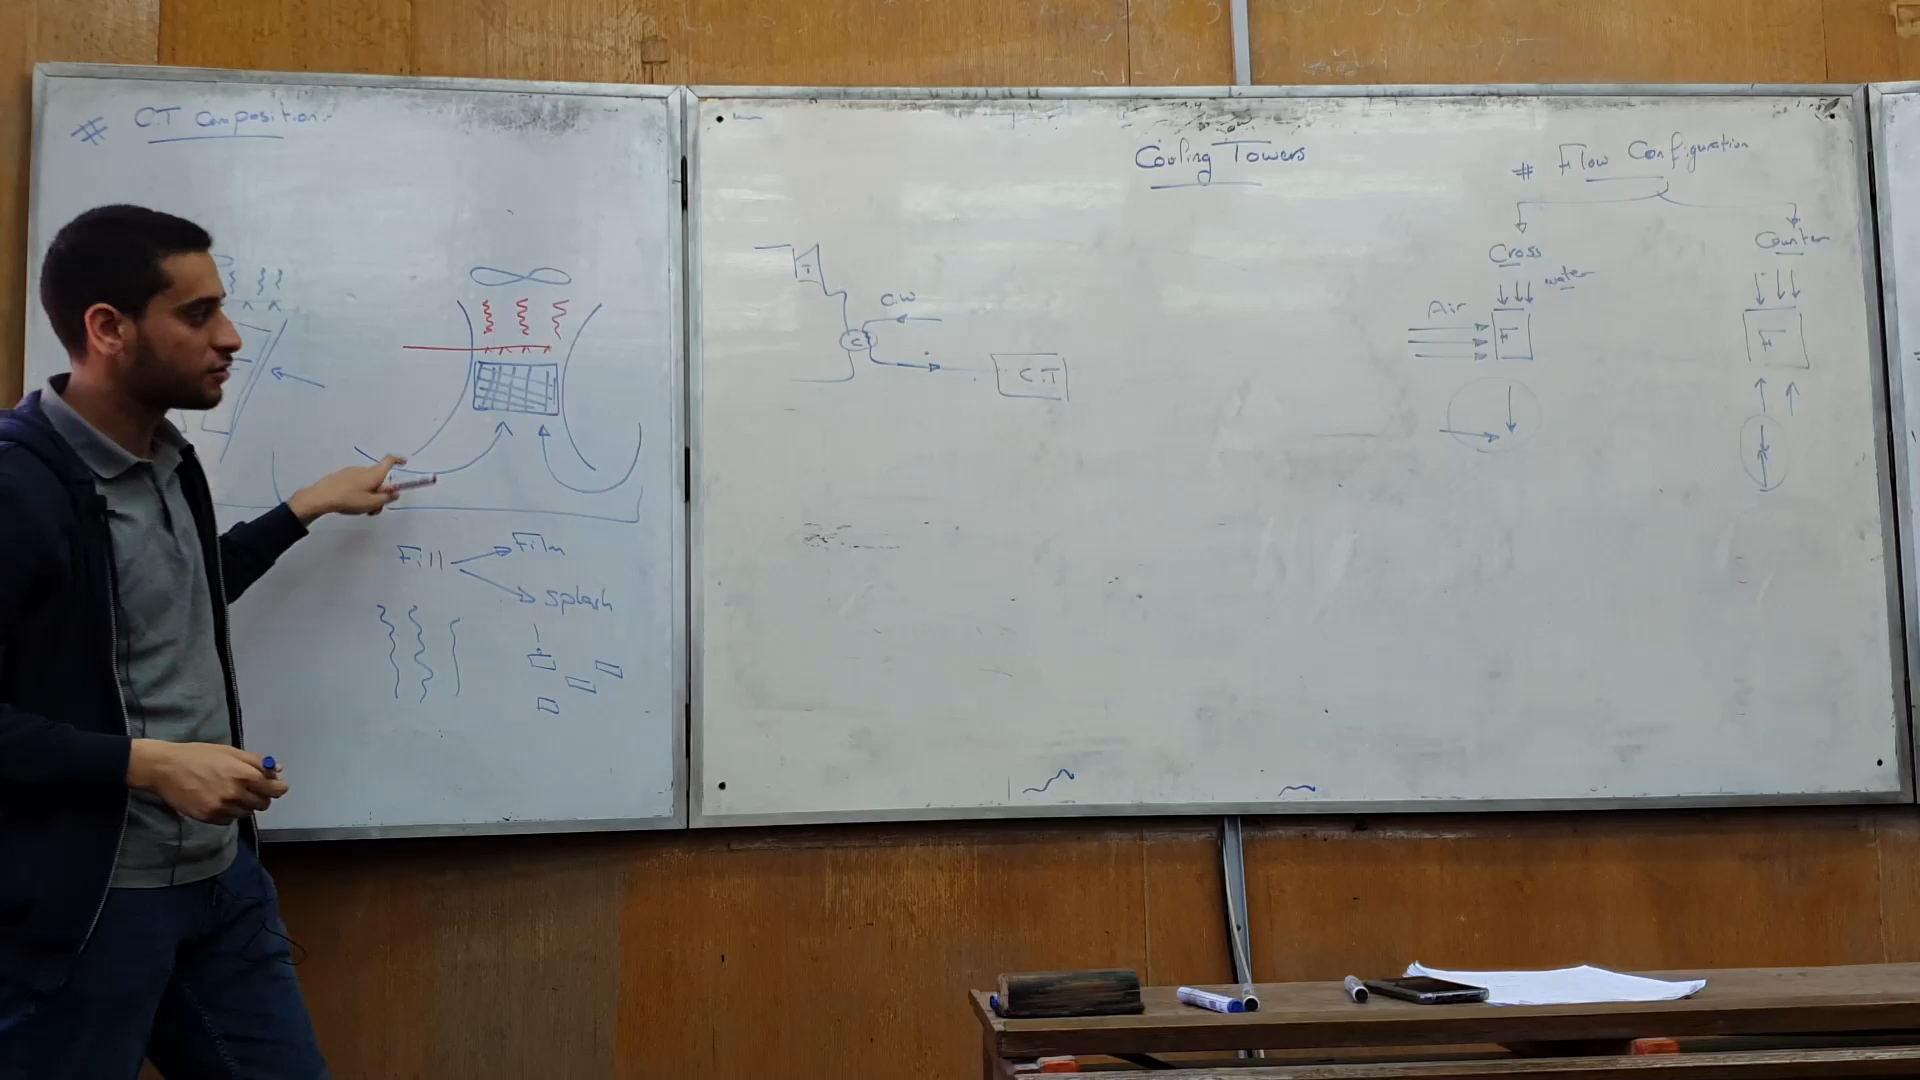 # C.T Composition:-
Fill
Film
Splash
Cooling Towers
T
C.W
C
C.T
# Flow Configuration
Cross
Counter
water
Air
F
F